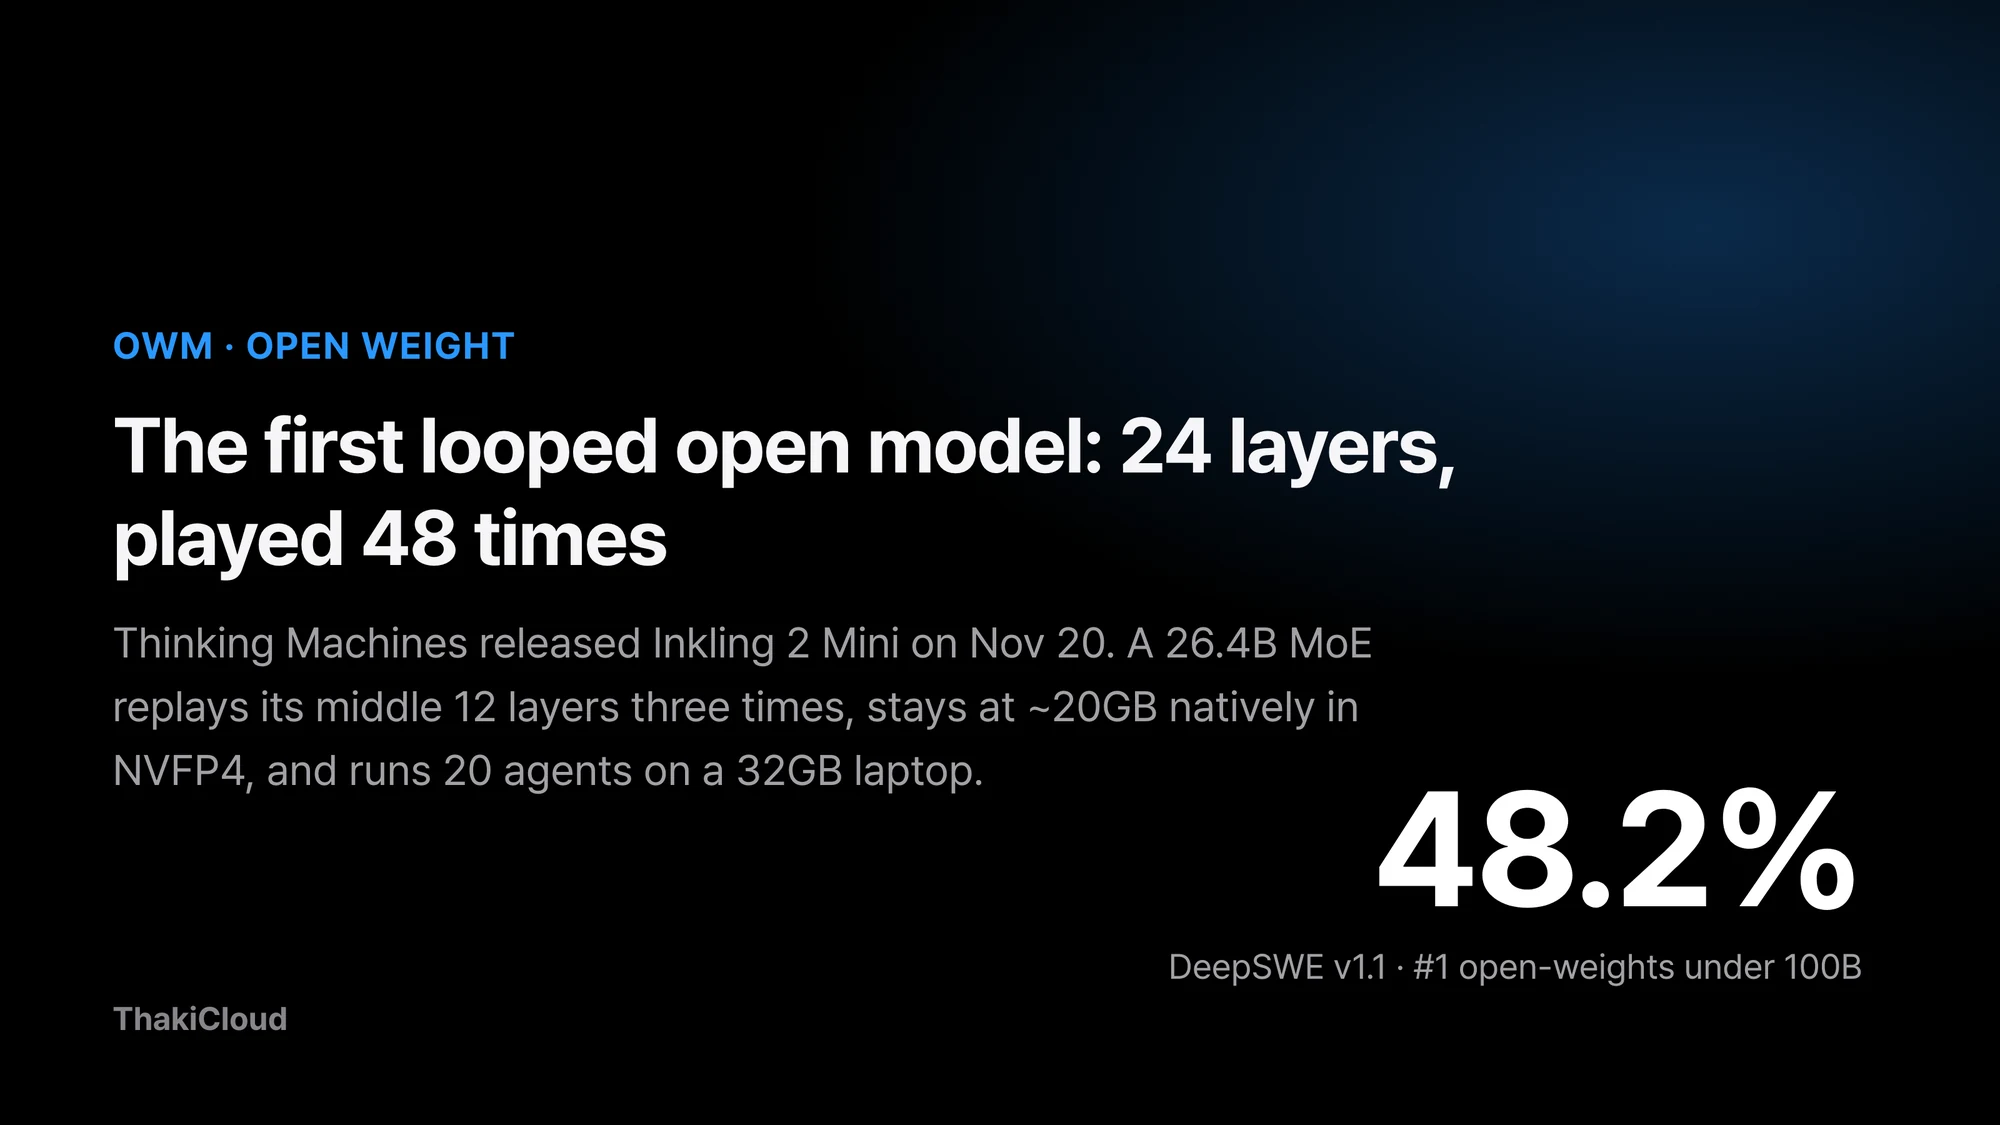 OWM · OPEN WEIGHT
The first looped open model: 24 layers,
played 48 times
Thinking Machines released Inkling 2 Mini on Nov 20. A 26.4B MoE
replays its middle 12 layers three times, stays at ~20GB natively in
NVFP4, and runs 20 agents on a 32GB laptop.
48.2%
DeepSWE v1.1 · #1 open-weights under 100B
ThakiCloud